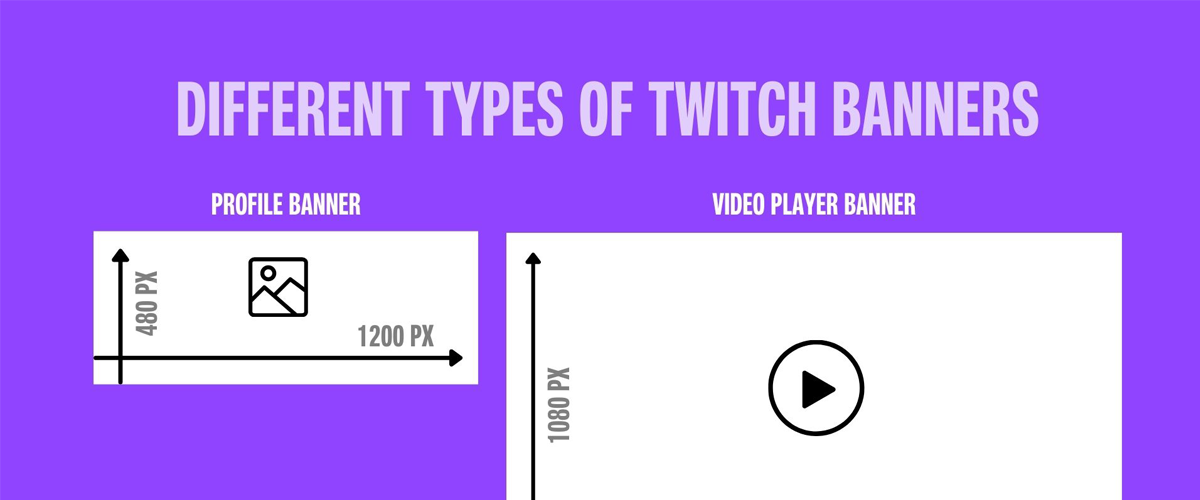 DIFFERENT TYPES OF TWITCH BANNERS
PROFILE BANNER
480 PX
1200 PX
VIDEO PLAYER BANNER
1080 PX